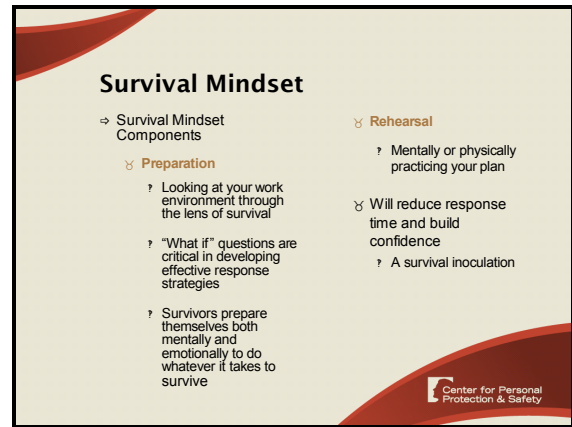 Survival Mindset
⇨ Survival Mindset
Components
♉ Preparation
‽ Looking at your work
environment through
the lens of survival
‽ “What if” questions are
critical in developing
effective response
strategies
‽ Survivors prepare
themselves both
mentally and
emotionally to do
whatever it takes to
survive
♉ Rehearsal
‽ Mentally or physically
practicing your plan
♉ Will reduce response
time and build
confidence
‽ A survival inoculation
Center for Personal
Protection & Safety